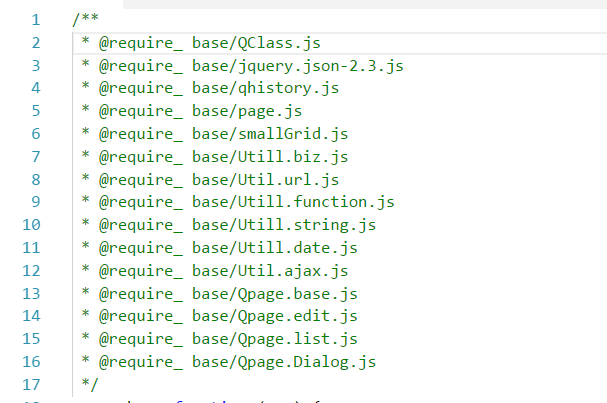 1 /**
2 * @require_ base/QClass.js
3 * @require_ base/jquery.json-2.3.js
4 * @require_ base/qhistory.js
5 * @require_ base/page.js
6 * @require_ base/smallGrid.js
7 * @require_ base/Utill.biz.js
8 * @require_ base/Util.url.js
9 * @require_ base/Utill.function.js
10 * @require_ base/Utill.string.js
11 * @require_ base/Utill.date.js
12 * @require_ base/Util.ajax.js
13 * @require_ base/Qpage.base.js
14 * @require_ base/Qpage.edit.js
15 * @require_ base/Qpage.list.js
16 * @require_ base/Qpage.Dialog.js
17 */